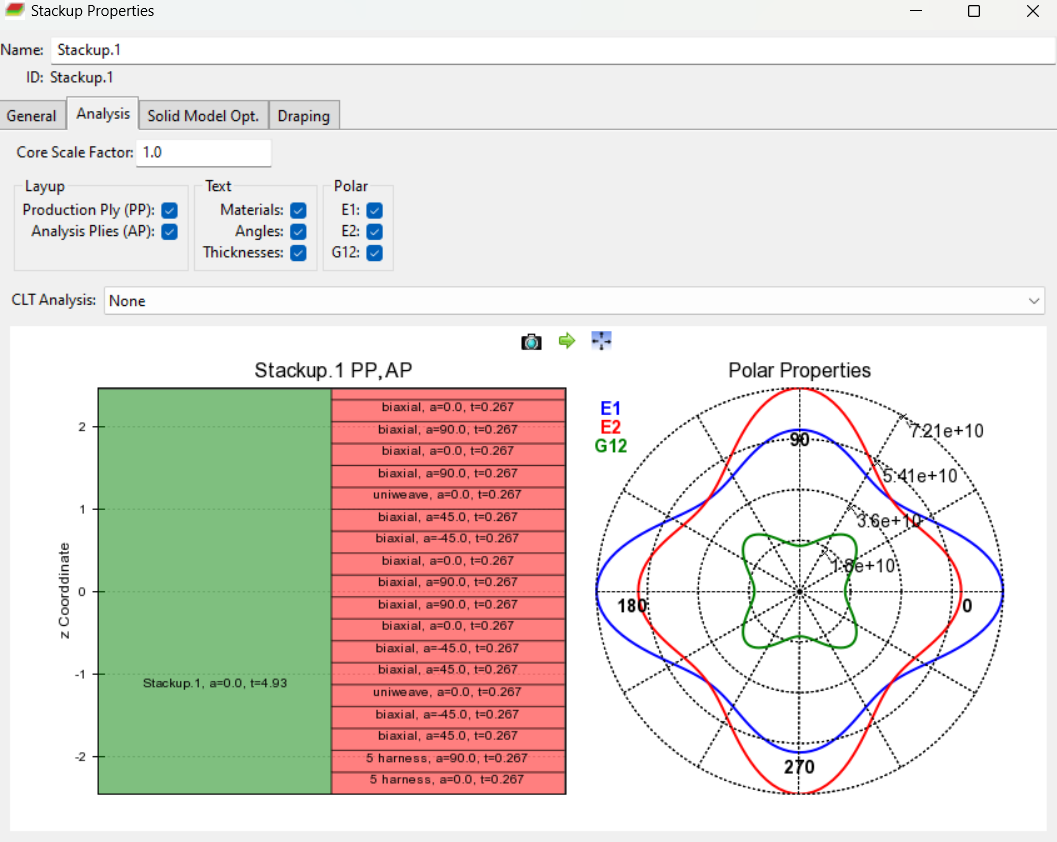 Stackup Properties
Name: Stackup.1
ID: Stackup.1
General Analysis Solid Model Opt. Draping
Core Scale Factor: 1.0
Layup Text Polar
Production Ply (PP): Materials: E1:
Analysis Plies (AP): Angles: E2:
Thicknesses: G12:
CLT Analysis: None
Stackup.1 PP,AP
z Coordinate
2
1
0
-1
-2
Stackup.1, a=0.0, t=4.93
biaxial, a=0.0, t=0.267
biaxial, a=90.0, t=0.267
biaxial, a=0.0, t=0.267
biaxial, a=90.0, t=0.267
uniweave, a=0.0, t=0.267
biaxial, a=45.0, t=0.267
biaxial, a=-45.0, t=0.267
biaxial, a=0.0, t=0.267
biaxial, a=90.0, t=0.267
biaxial, a=90.0, t=0.267
biaxial, a=0.0, t=0.267
biaxial, a=-45.0, t=0.267
biaxial, a=45.0, t=0.267
uniweave, a=0.0, t=0.267
biaxial, a=-45.0, t=0.267
biaxial, a=45.0, t=0.267
5 harness, a=90.0, t=0.267
5 harness, a=0.0, t=0.267
Polar Properties
E1
E2
G12
7.21e+10
90
5.41e+10
3.6e+10
1.8e+10
180
0
270